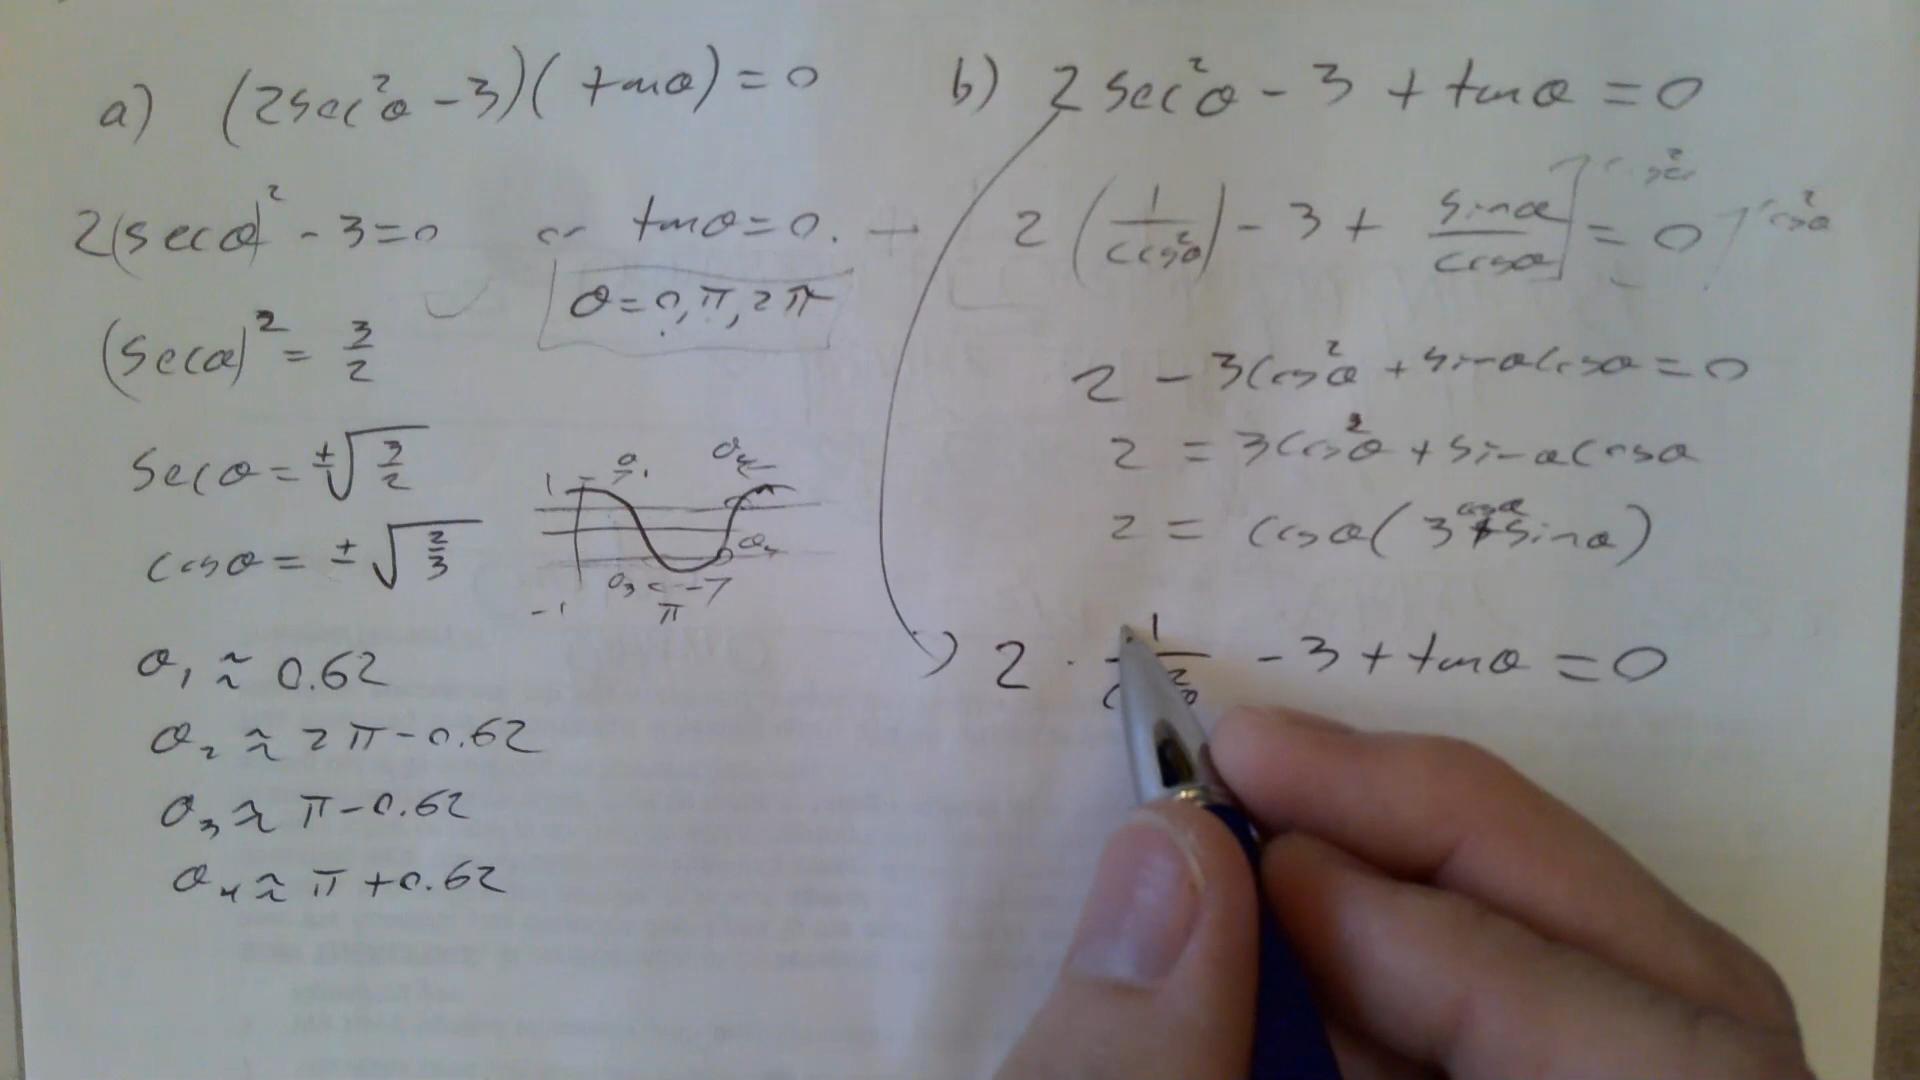 a) (2sec²θ - 3)( tanθ) = 0
2(secθ)² - 3 = 0 or tanθ = 0.
θ = 0, π, 2π
(secθ)² = 3/2
secθ = ±√(3/2)
cosθ = ±√(2/3)
1 θ₁ θ₂
θ₃ θ₄
-1 π
θ₁ ≈ 0.62
θ₂ ≈ 2π - 0.62
θ₃ ≈ π - 0.62
θ₄ ≈ π + 0.62
b) 2sec²θ - 3 + tanθ = 0
2 (1/cos²θ) - 3 + sinθ/cosθ] = 0] cos²θ
2 - 3cos²θ + sinθcosθ = 0
2 = 3cos²θ + sinθcosθ
2 = cosθ( 3cosθ + sinθ)
2 · 1/cos²θ - 3 + tanθ = 0